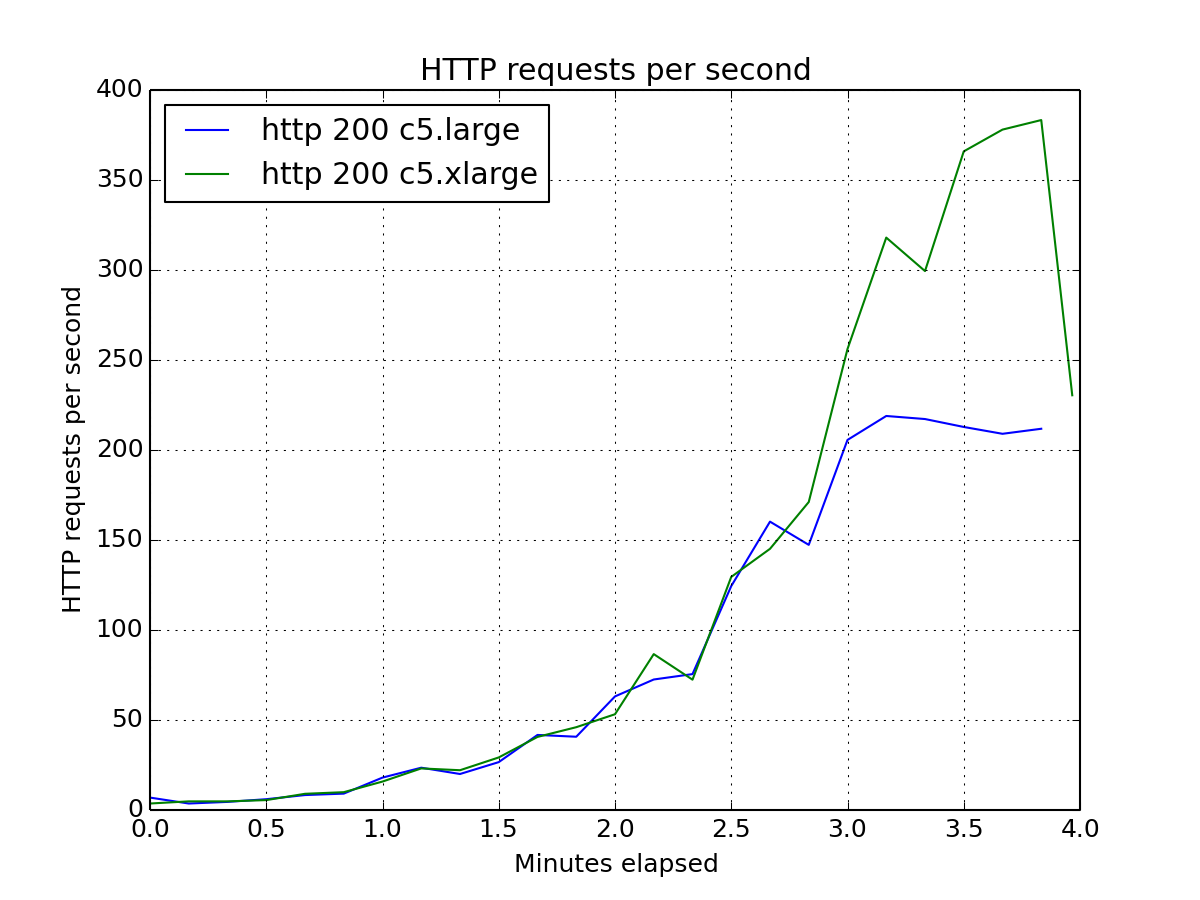 HTTP requests per second
400
350
300
250
200
150
100
50
0
http 200 c5.large
http 200 c5.xlarge
HTTP requests per second
0.0 0.5 1.0 1.5 2.0 2.5 3.0 3.5 4.0
Minutes elapsed